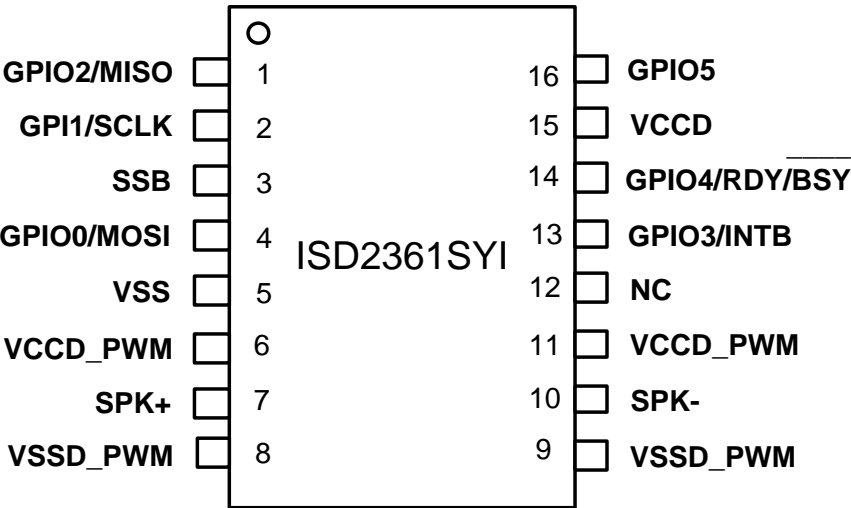 GPIO2/MISO 1 16 GPIO5
GPI1/SCLK 2 15 VCCD
SSB 3 14 GPIO4/RDY/BSY
GPIO0/MOSI 4 13 GPIO3/INTB
ISD2361SYI
VSS 5 12 NC
VCCD_PWM 6 11 VCCD_PWM
SPK+ 7 10 SPK-
VSSD_PWM 8 9 VSSD_PWM